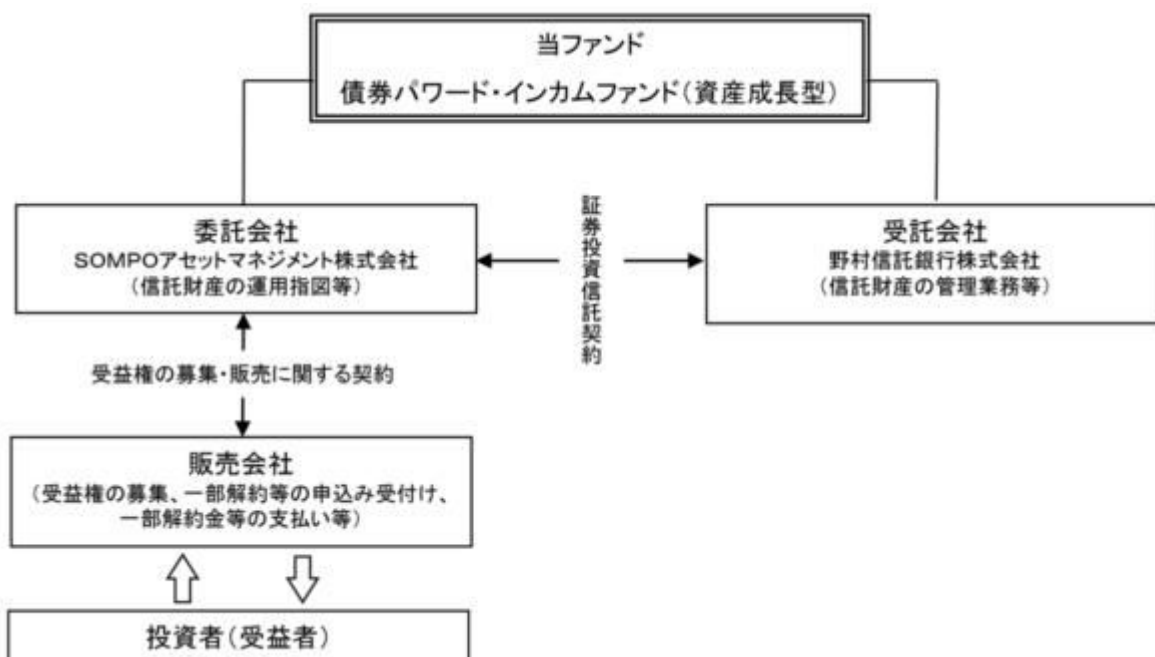 当ファンド
債券パワード・インカムファンド（資産成長型）
委託会社
SOMPOアセットマネジメント株式会社
（信託財産の運用指図等）
証券投資信託契約
受託会社
野村信託銀行株式会社
（信託財産の管理業務等）
受益権の募集・販売に関する契約
販売会社
（受益権の募集、一部解約等の申込み受付け、
一部解約金等の支払い等）
投資者（受益者）